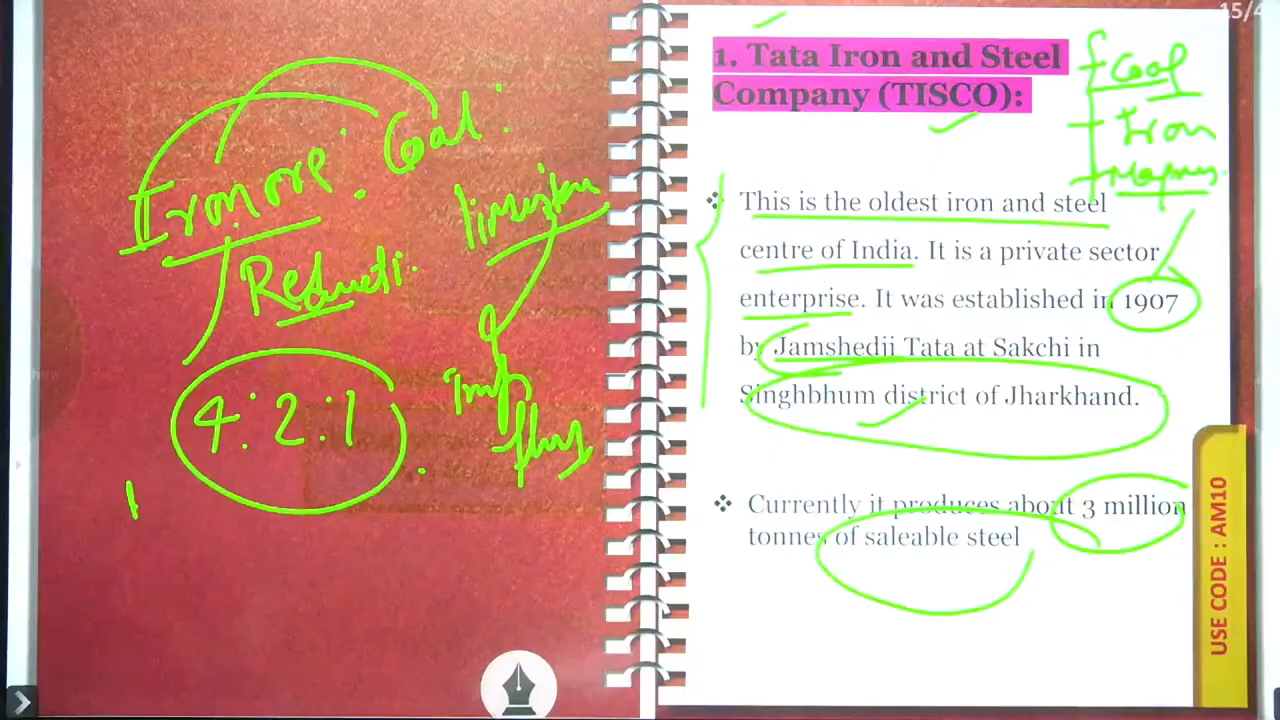 15/4
1. Tata Iron and Steel
Company (TISCO):
Coal
Iron
Iron ore : Coal :
Reducti.
4:2:1
❖ This is the oldest iron and steel
centre of India. It is a private sector
enterprise. It was established in 1907
by Jamshedji Tata at Sakchi in
Singhbhum district of Jharkhand.
❖ Currently it produces about 3 million
tonnes of saleable steel
USE CODE : AM10